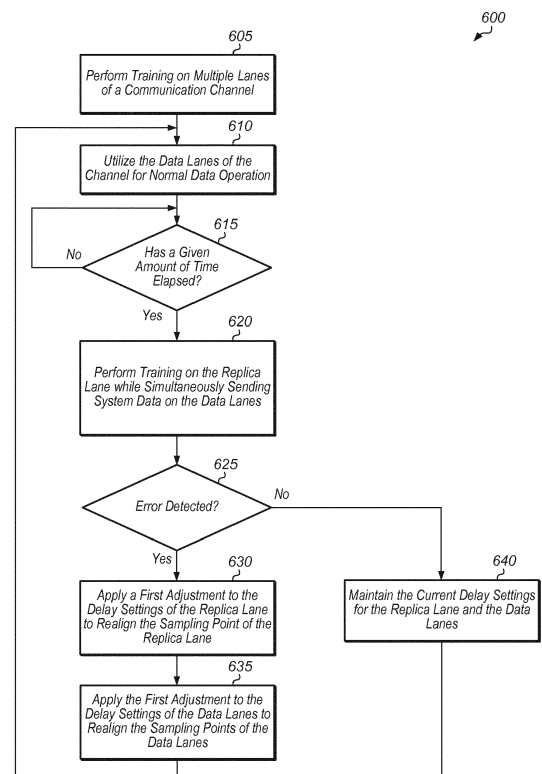 600
605
Perform Training on Multiple Lanes
of a Communication Channel
610
Utilize the Data Lanes of the
Channel for Normal Data Operation
615
No
Has a Given
Amount of Time
Elapsed?
Yes
620
Perform Training on the Replica
Lane while Simultaneously Sending
System Data on the Data Lanes
625
No
Error Detected?
Yes
630
Apply a First Adjustment to the
Delay Settings of the Replica Lane
to Realign the Sampling Point of the
Replica Lane
640
Maintain the Current Delay Settings
for the Replica Lane and the Data
Lanes
635
Apply the First Adjustment to the
Delay Settings of the Data Lanes to
Realign the Sampling Points of the
Data Lanes